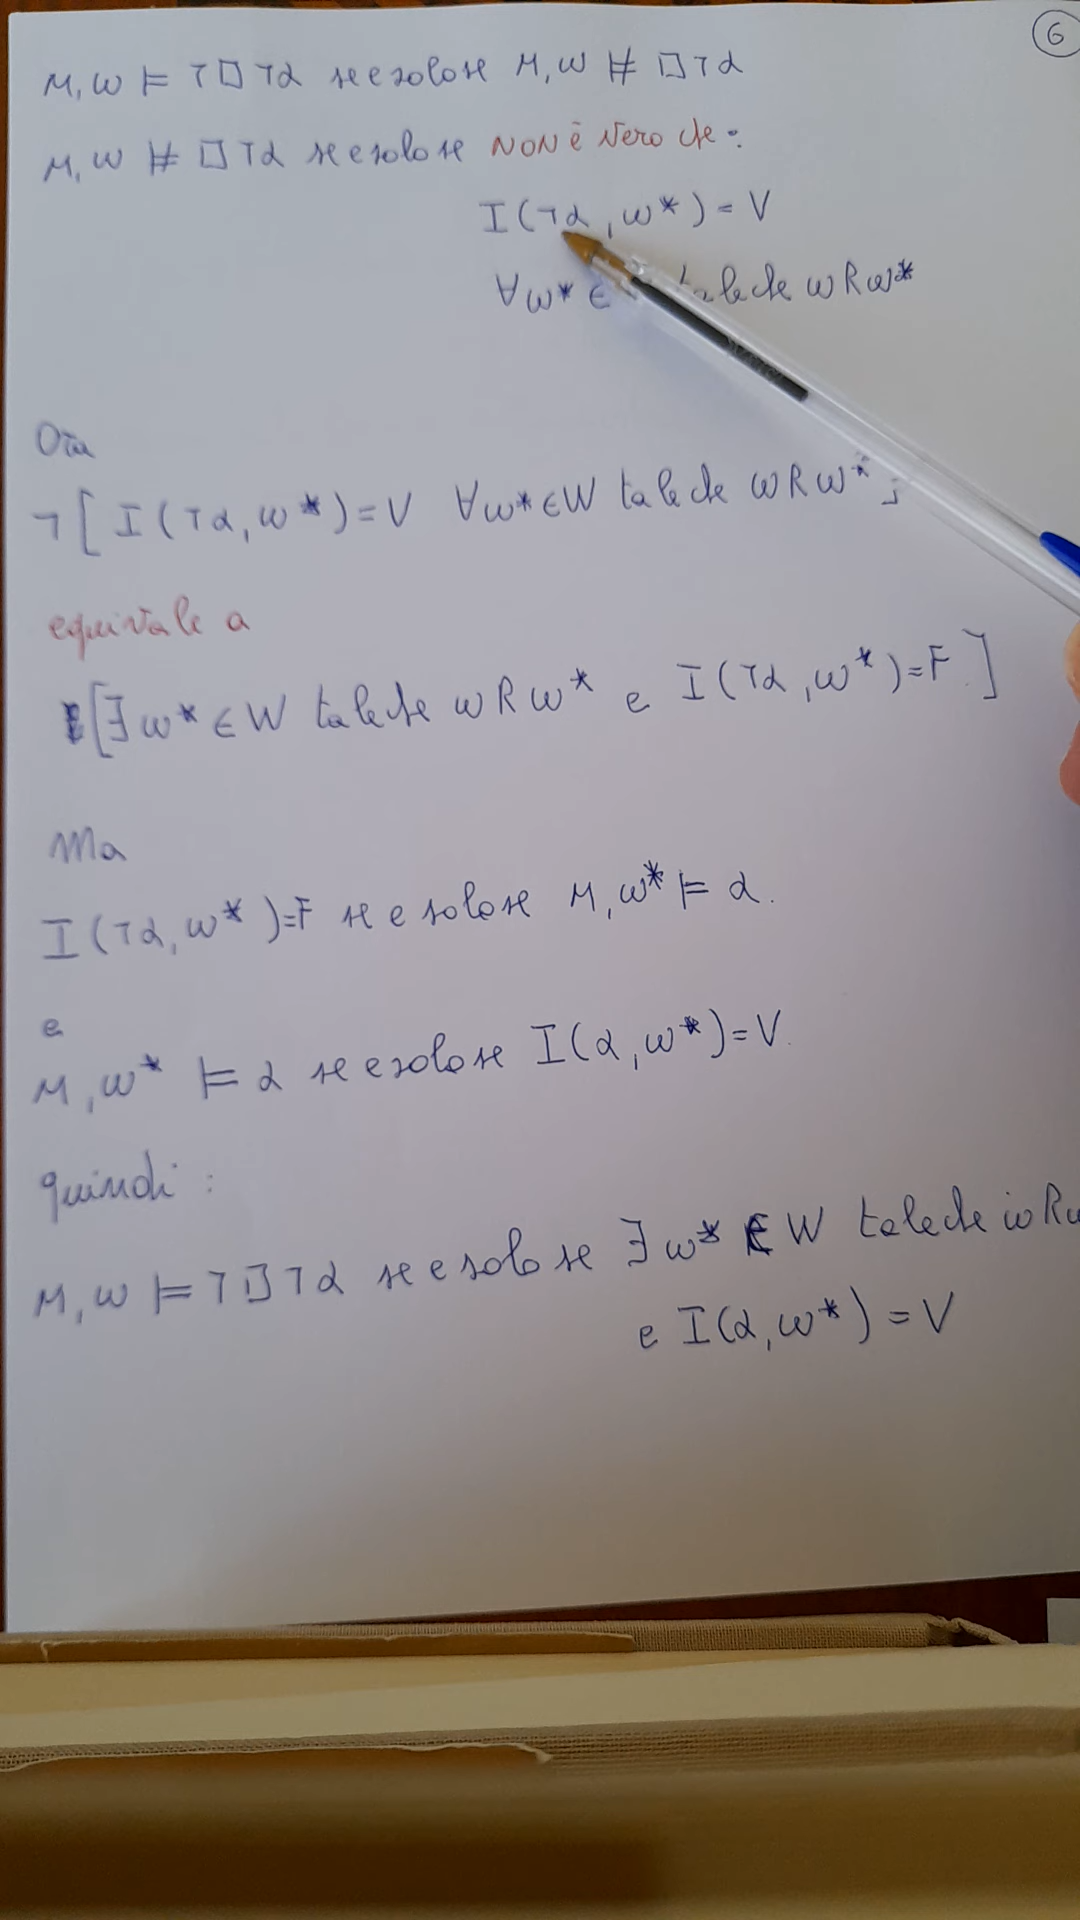 6
M,w ⊨ ¬□¬α se e solo se M,w ⊭ □¬α
M,w ⊭ □¬α se e solo se NON è vero che:
I(¬α,w*)=V
∀w* ∈ tale che wRw*
Ora
¬[I(¬α,w*)=V ∀w*∈W tale che wRw*]
equivale a
[∃w*∈W tale che wRw* e I(¬α,w*)=F]
Ma
I(¬α,w*)=F se e solo se M,w* ⊨ α.
e
M,w* ⊨ α se e solo se I(α,w*)=V.
quindi:
M,w ⊨ ¬□¬α se e solo se ∃w*∈W tale che wRw
e I(α,w*)=V